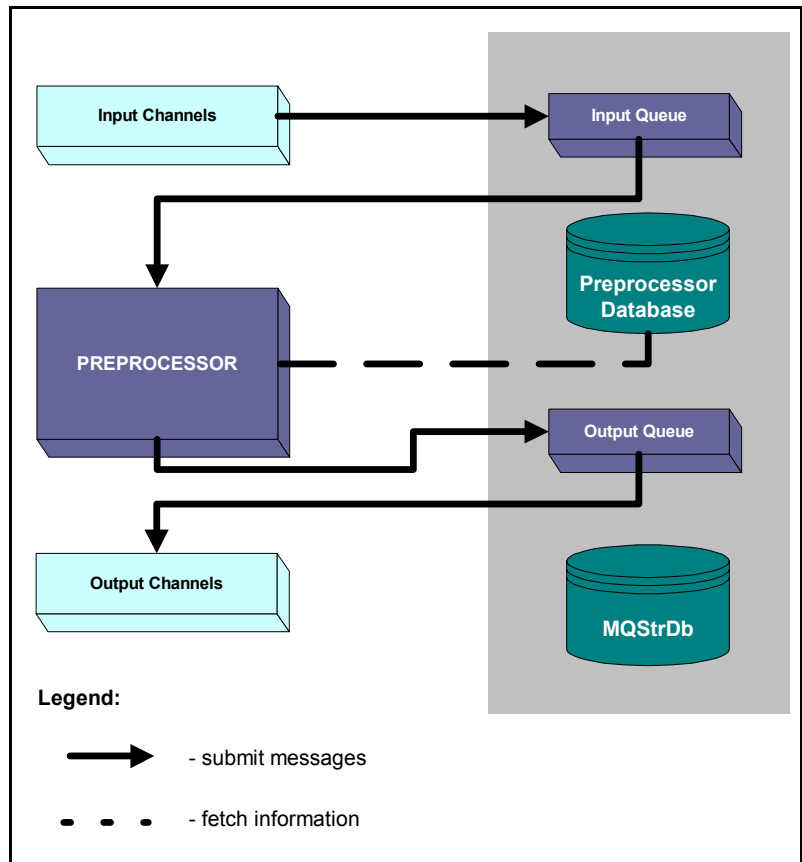 Input Channels
Input Queue
Preprocessor
Database
PREPROCESSOR
Output Queue
Output Channels
MQStrDb
Legend:
- submit messages
- fetch information